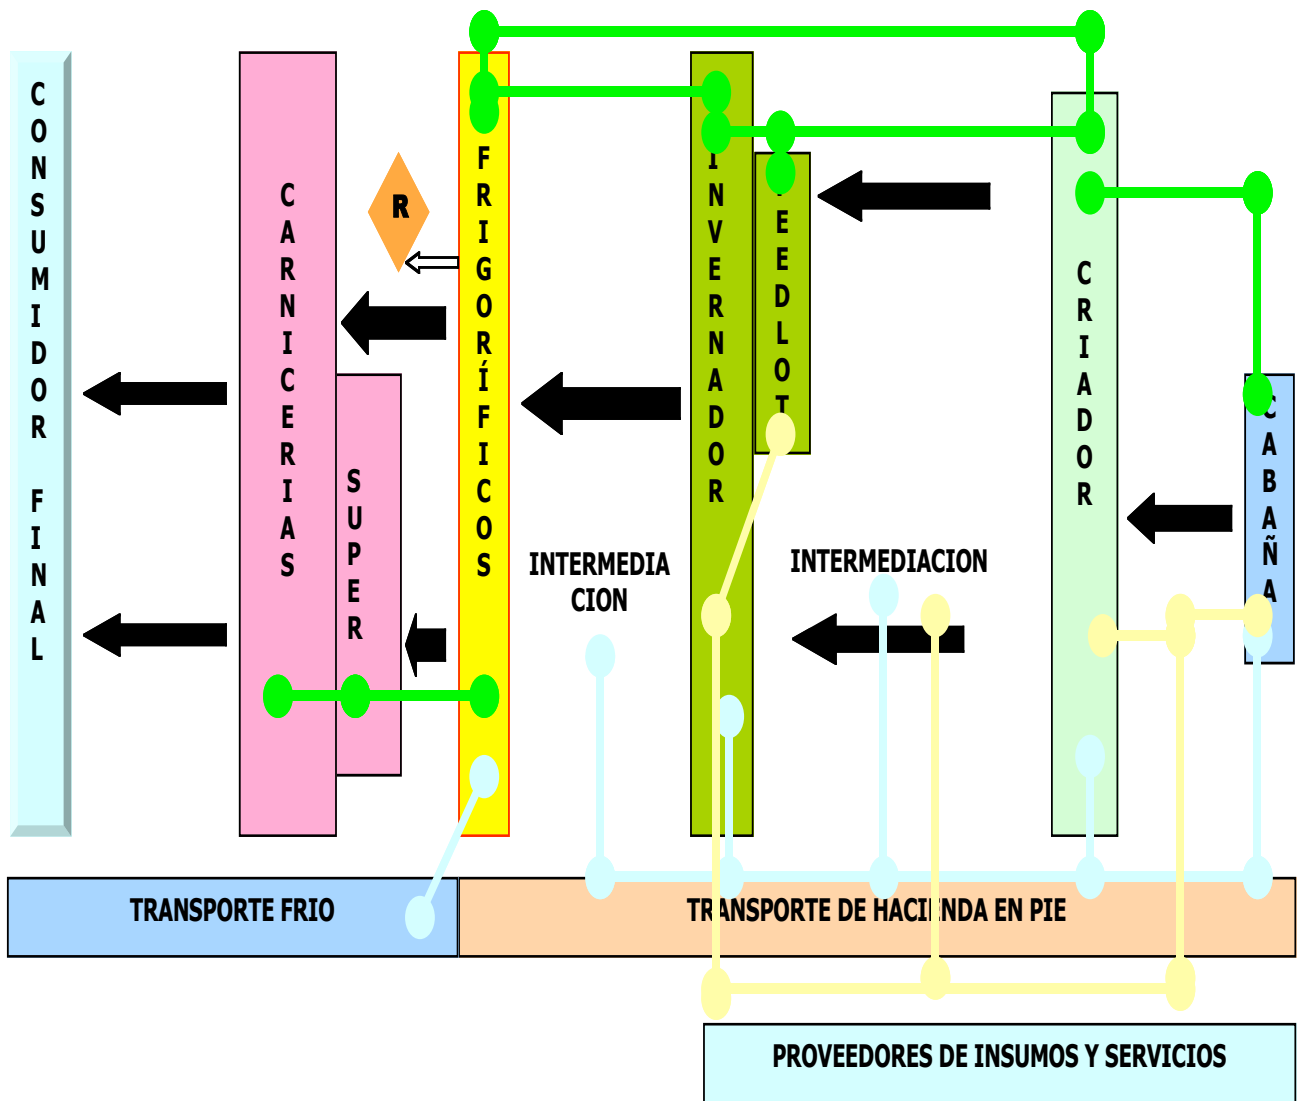 CONSUMIDOR FINAL
CARNICERIAS
SUPER
R
FRIGORÍFICOS
INTERMEDIA
CION
INVERNADOR
FEEDLOT
INTERMEDIACION
CRIADOR
CABAÑA
TRANSPORTE FRIO
TRANSPORTE DE HACIENDA EN PIE
PROVEEDORES DE INSUMOS Y SERVICIOS